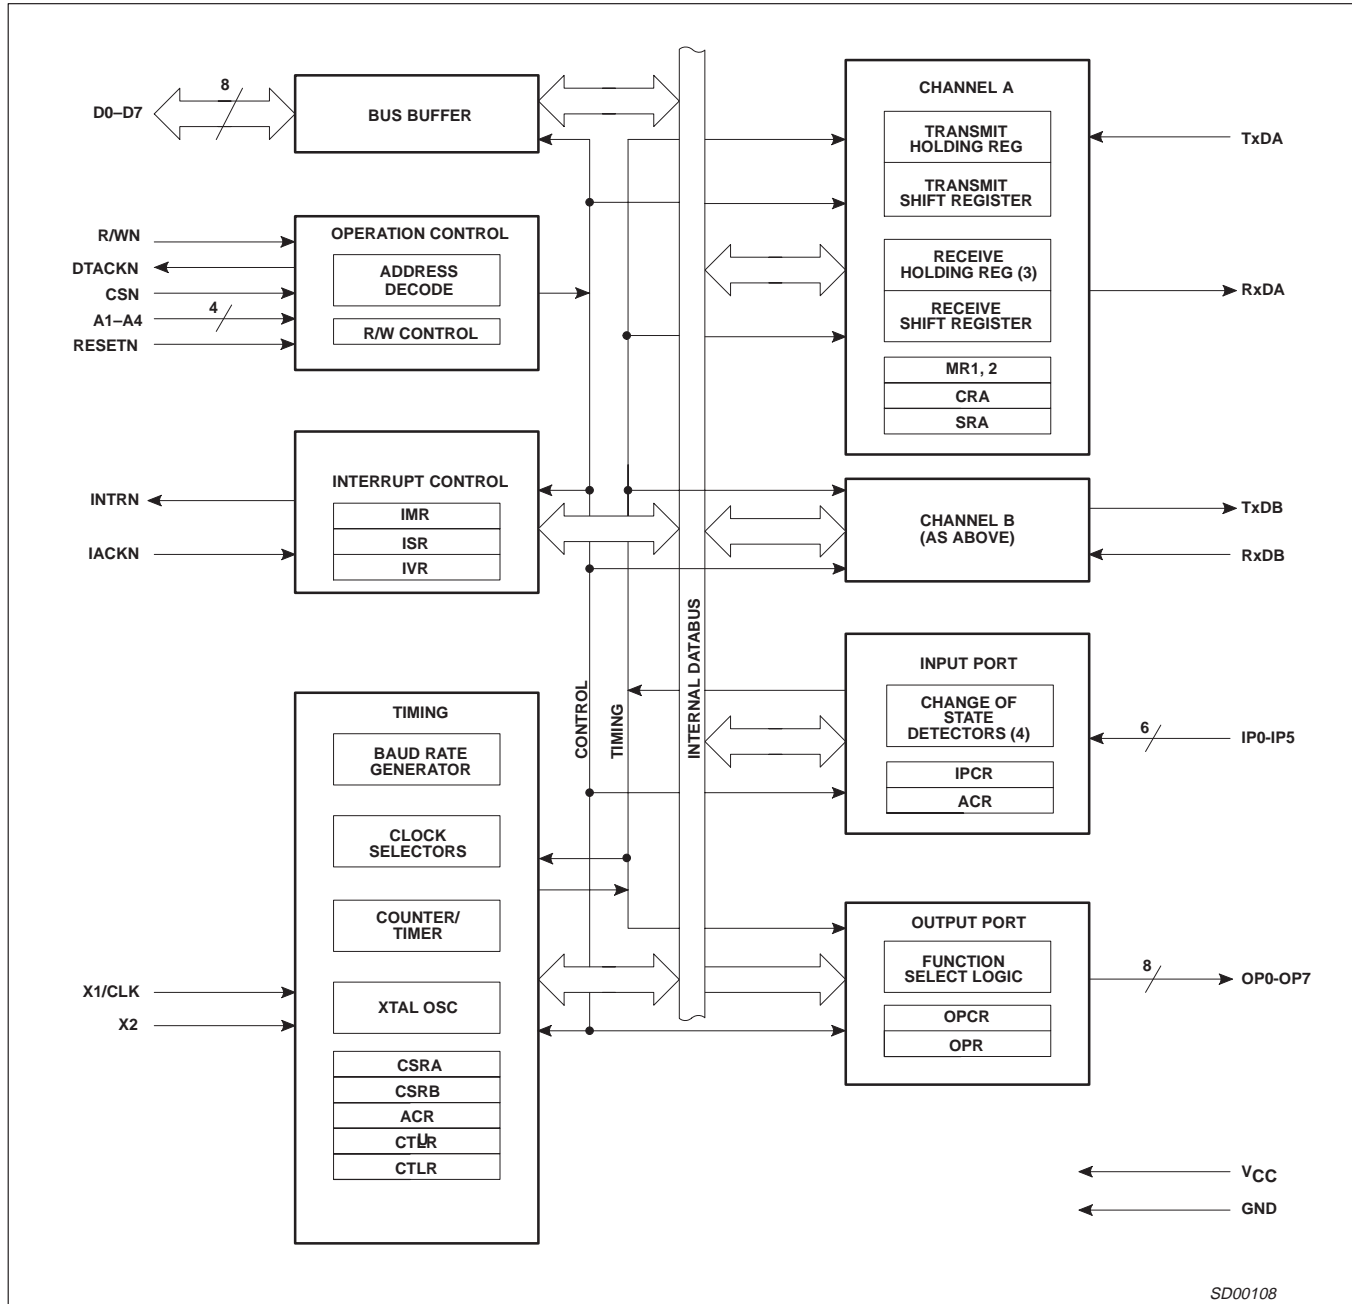 D0–D7
8
BUS BUFFER
R/WN
DTACKN
CSN
A1–A4
4
RESETN
OPERATION CONTROL
ADDRESS
DECODE
R/W CONTROL
INTRN
IACKN
INTERRUPT CONTROL
IMR
ISR
IVR
TIMING
BAUD RATE
GENERATOR
CLOCK
SELECTORS
COUNTER/
TIMER
XTAL OSC
X1/CLK
X2
CSRA
CSRB
ACR
CTLR
CONTROL
TIMING
INTERNAL DATABUS
CHANNEL A
TRANSMIT
HOLDING REG
TRANSMIT
SHIFT REGISTER
RECEIVE
HOLDING REG (3)
RECEIVE
SHIFT REGISTER
MR1, 2
CRA
SRA
TxDA
RxDA
CHANNEL B
(AS ABOVE)
TxDB
RxDB
INPUT PORT
CHANGE OF
STATE
DETECTORS (4)
IPCR
ACR
6
IP0-IP5
OUTPUT PORT
FUNCTION
SELECT LOGIC
OPCR
OPR
8
OP0-OP7
VCC
GND
SD00108